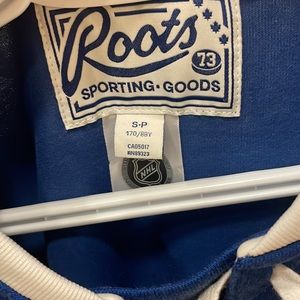 Roots
73
SPORTING·GOODS
S·P
170/88Y
CA05017
RN89323
NHL